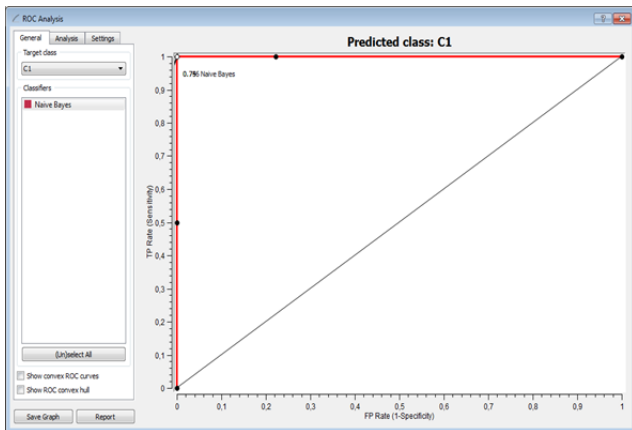 ROC Analysis
General Analysis Settings
Target class
C1
Classifiers
Naive Bayes
(Un)select All
Show convex ROC curves
Show ROC convex hull
Save Graph Report
Predicted class: C1
Naive Bayes
TP Rate (Sensitivity)
1
0,9
0,8
0,7
0,6
0,5
0,4
0,3
0,2
0,1
0
0 0,1 0,2 0,3 0,4 0,5 0,6 0,7 0,8 0,9 1
FP Rate (1-Specificity)